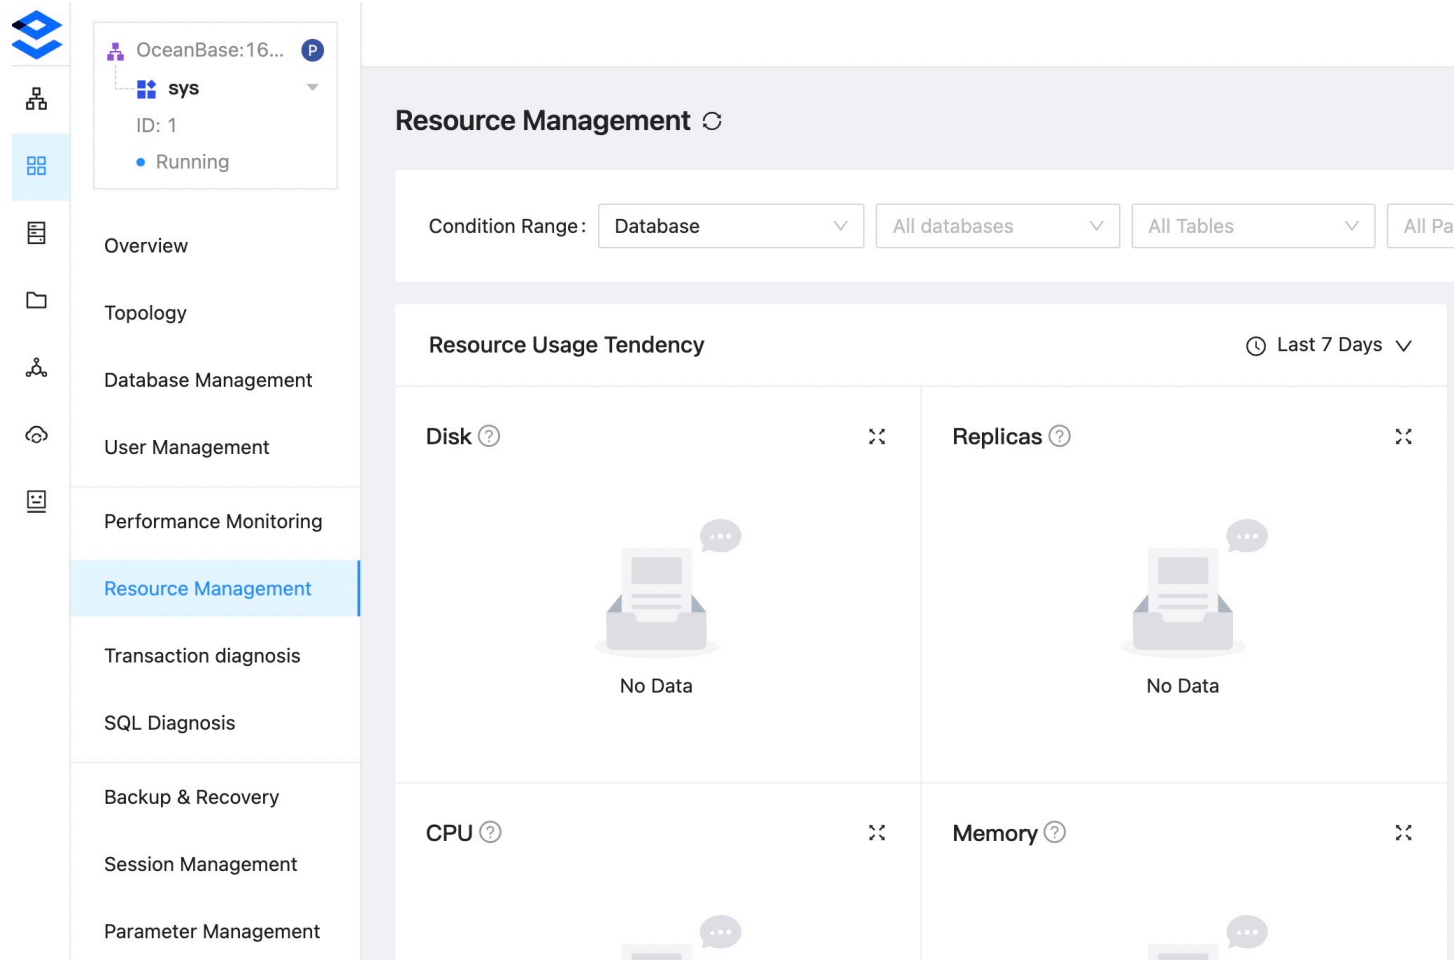 OceanBase:16... P
sys
ID: 1
Running
Overview
Topology
Database Management
User Management
Performance Monitoring
Resource Management
Transaction diagnosis
SQL Diagnosis
Backup & Recovery
Session Management
Parameter Management
Resource Management
Condition Range: Database All databases All Tables All Pa
Resource Usage Tendency Last 7 Days
Disk ? Replicas ?
No Data No Data
CPU ? Memory ?